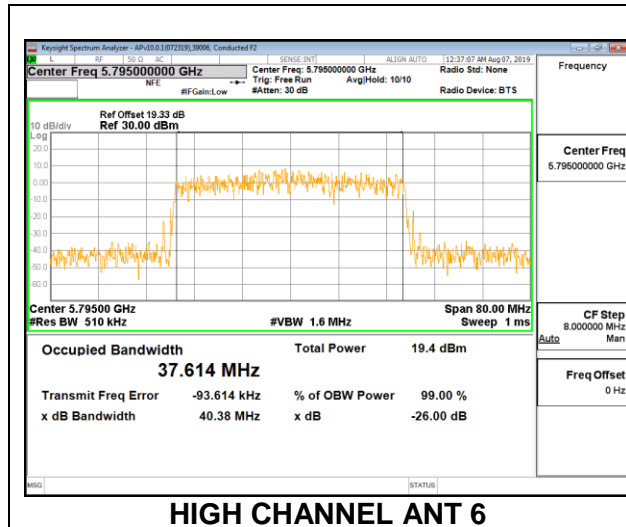 Keysight Spectrum Analyzer - APv10.0.1(072319),39006, Conducted F2
L RF 50 Ω AC SENSE:INT ALIGN AUTO 12:37:07 AM Aug 07, 2019
Center Freq 5.795000000 GHz
NFE
#IFGain:Low
Center Freq: 5.795000000 GHz
Trig: Free Run Avg|Hold: 10/10
#Atten: 30 dB
Radio Std: None
Radio Device: BTS
Frequency
Ref Offset 19.33 dB
10 dB/div Ref 30.00 dBm
Log
20.0
10.0
0.00
-10.0
-20.0
-30.0
-40.0
-50.0
-60.0
Center Freq
5.795000000 GHz
Center 5.79500 GHz Span 80.00 MHz
#Res BW 510 kHz #VBW 1.6 MHz Sweep 1 ms
CF Step
8.000000 MHz
Auto Man
Occupied Bandwidth Total Power 19.4 dBm
37.614 MHz
Transmit Freq Error -93.614 kHz % of OBW Power 99.00 %
x dB Bandwidth 40.38 MHz x dB -26.00 dB
Freq Offset
0 Hz
MSG STATUS
HIGH CHANNEL ANT 6